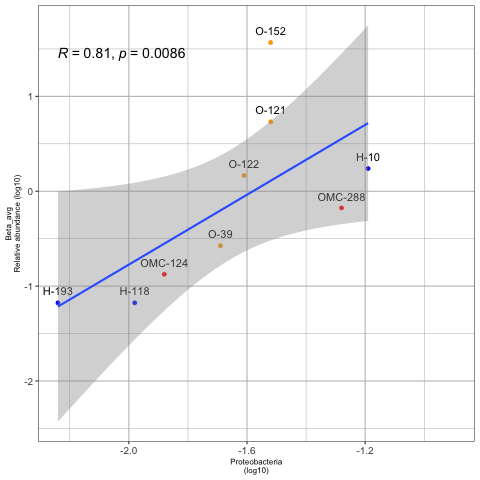 O-152
R = 0.81, p = 0.0086
O-121
H-10
O-122
OMC-288
O-39
OMC-124
H-193
H-118
1
0
-1
-2
Beta_avg
Relative abundance (log10)
-2.0
-1.6
-1.2
Proteobacteria
(log10)